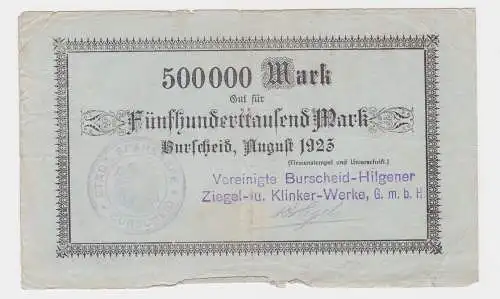 500000 Mark
Gut für
Fünfhunderttausend Mark
Burscheid, August 1923
(Firmenstempel und Unterschrift.)
Vereinigte Burscheid-Hilgener
Ziegel-u. Klinker-Werke, G. m. b. H.